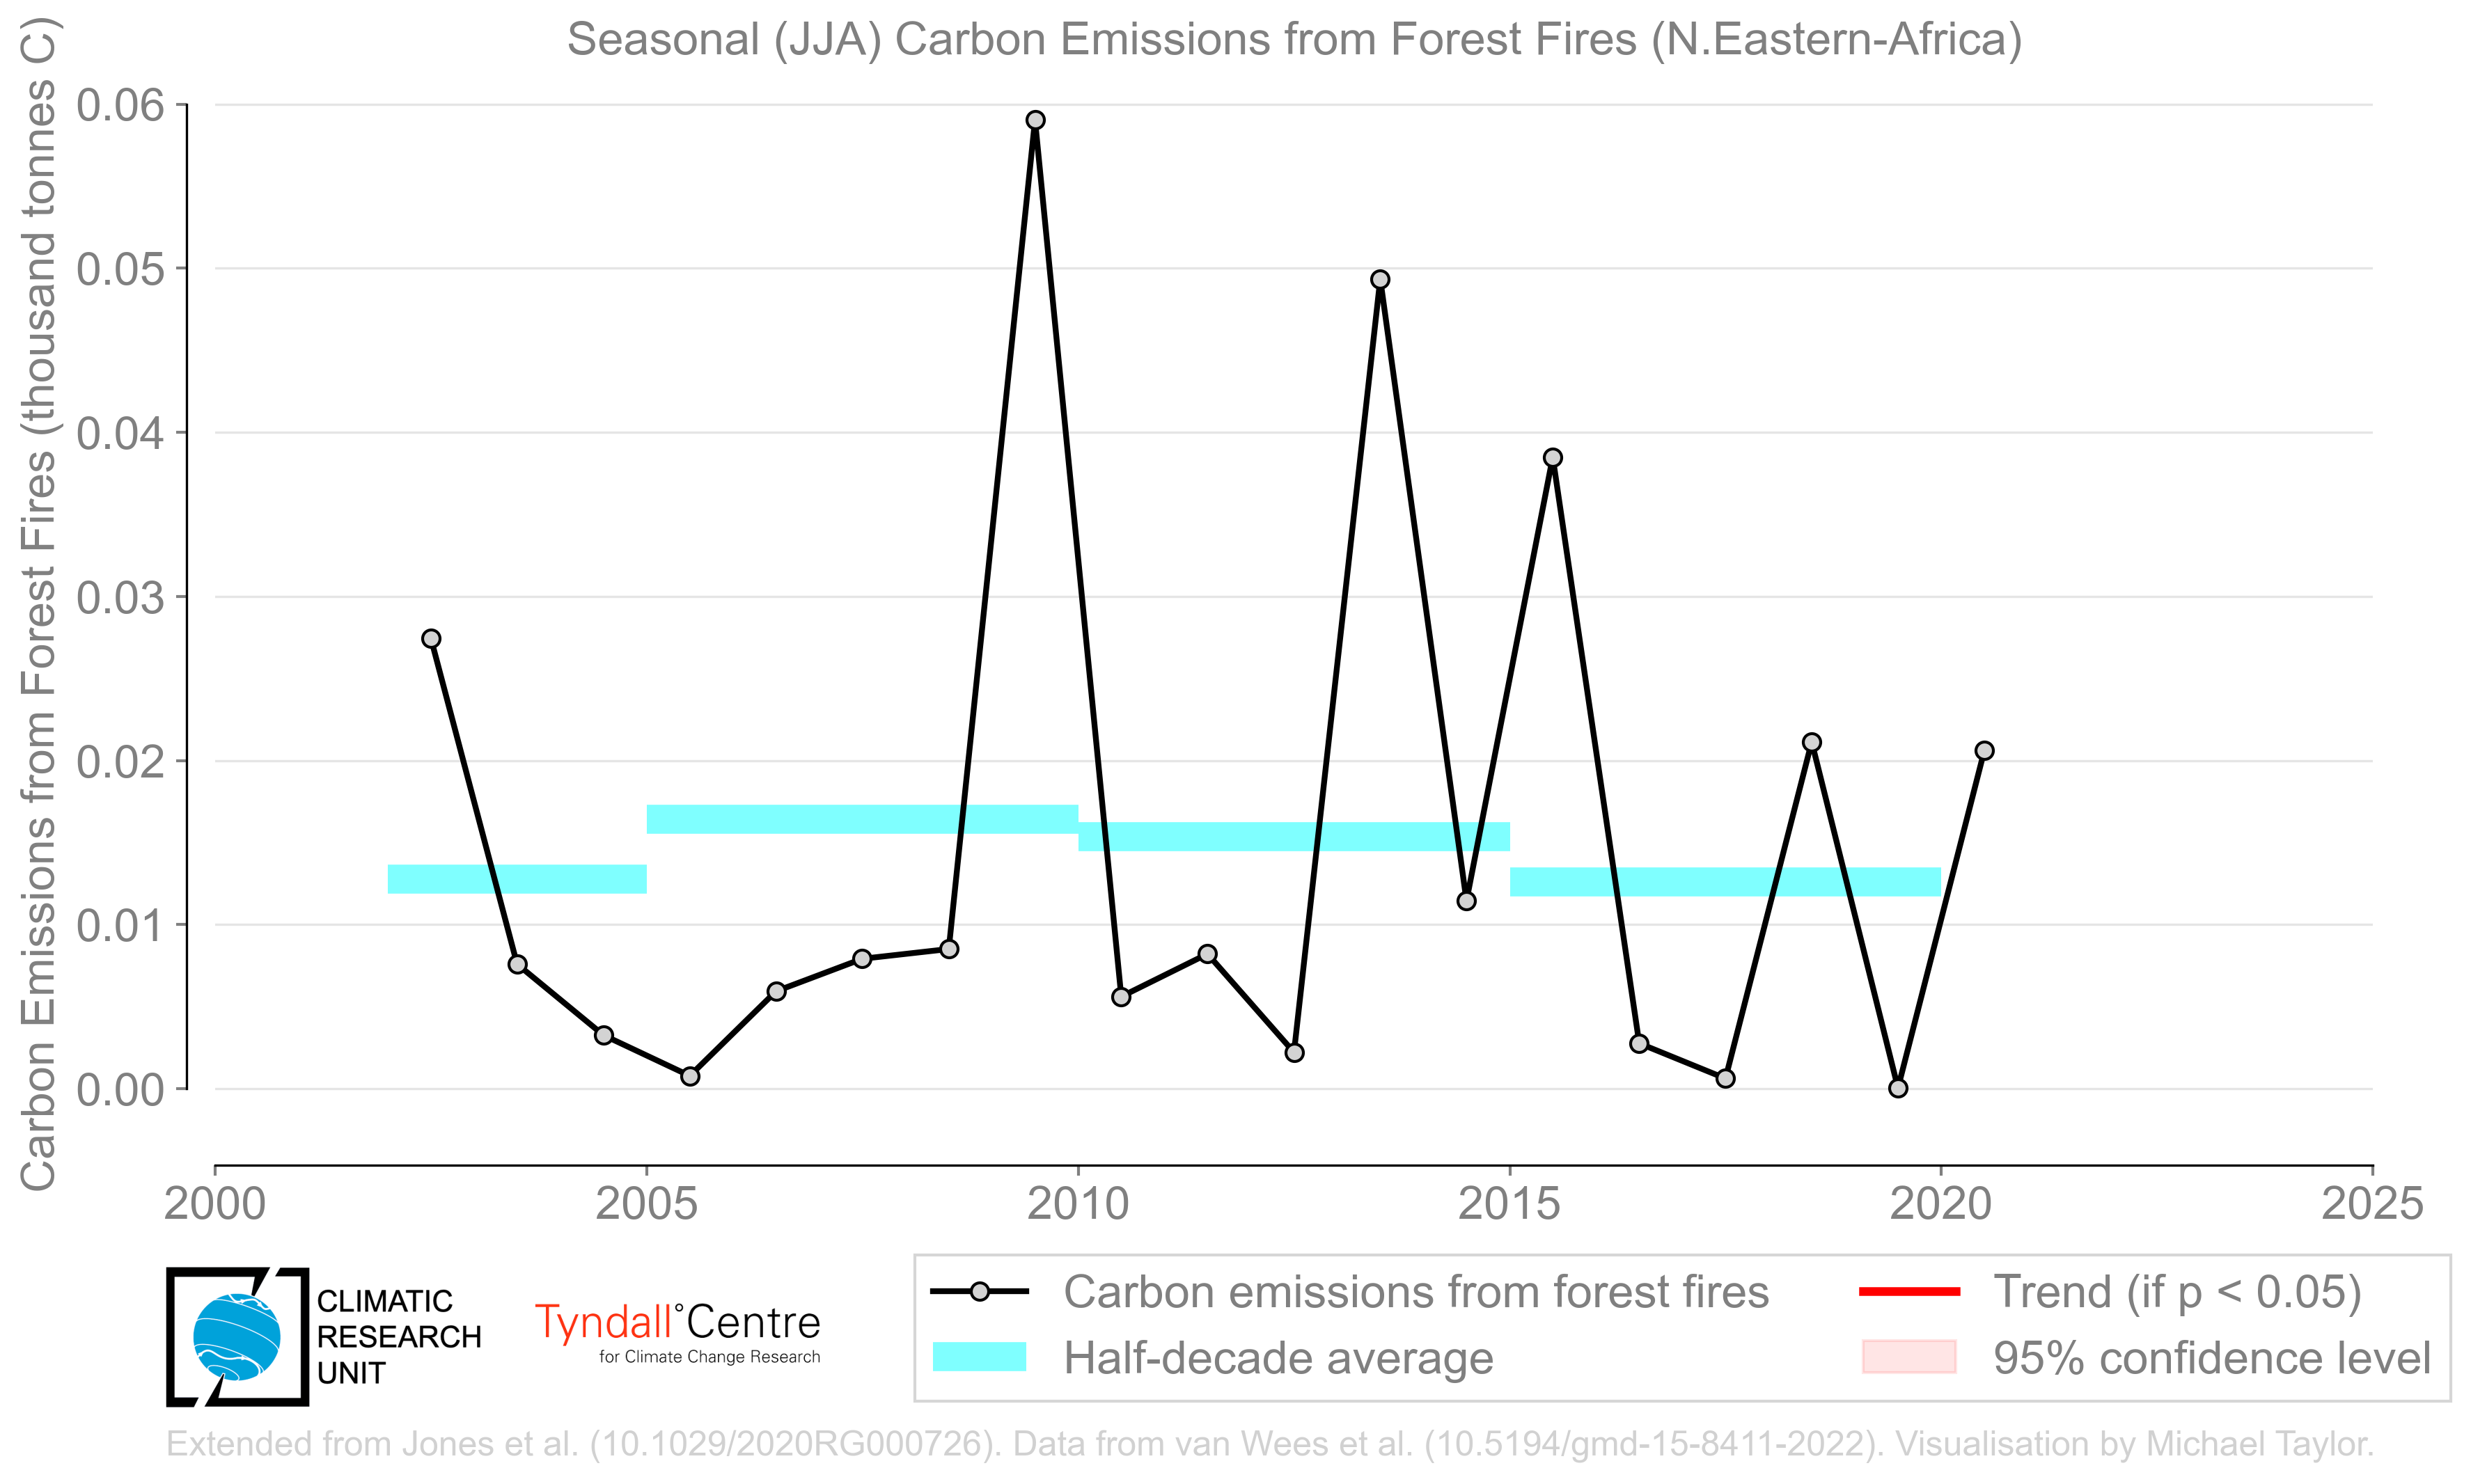 Seasonal (JJA) Carbon Emissions from Forest Fires (N.Eastern-Africa)
Carbon Emissions from Forest Fires (thousand tonnes C)
0.06
0.05
0.04
0.03
0.02
0.01
0.00
2000 2005 2010 2015 2020 2025
CLIMATIC
RESEARCH
UNIT
Tyndall°Centre
for Climate Change Research
Carbon emissions from forest fires
Half-decade average
Trend (if p < 0.05)
95% confidence level
Extended from Jones et al. (10.1029/2020RG000726). Data from van Wees et al. (10.5194/gmd-15-8411-2022). Visualisation by Michael Taylor.